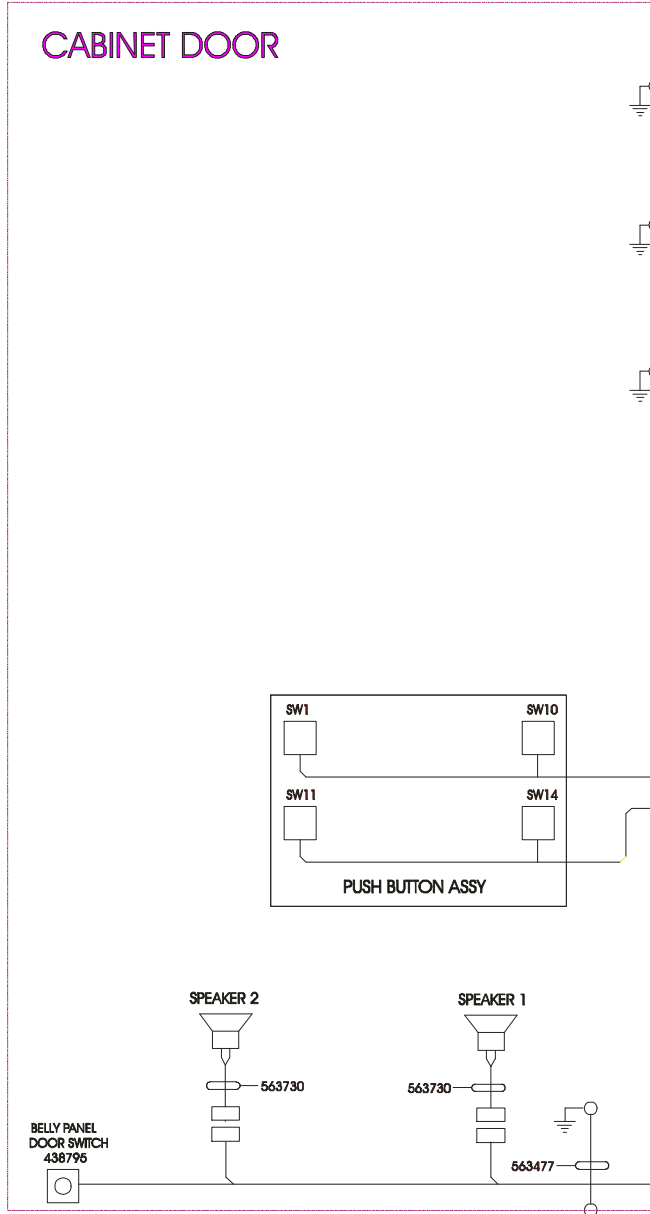 CABINET DOOR
SW1
SW10
SW11
SW14
PUSH BUTTON ASSY
SPEAKER 2
SPEAKER 1
563730
563730
BELLY PANEL
DOOR SWITCH
438795
563477